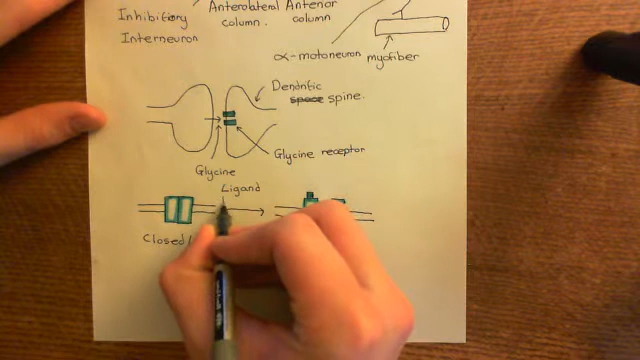 Inhibitory
Interneuron
Anterolateral
column.
Anterior
column
α-motoneuron
myofiber
Dendritic
space spine.
Glycine receptor
Glycine
Ligand
Closed